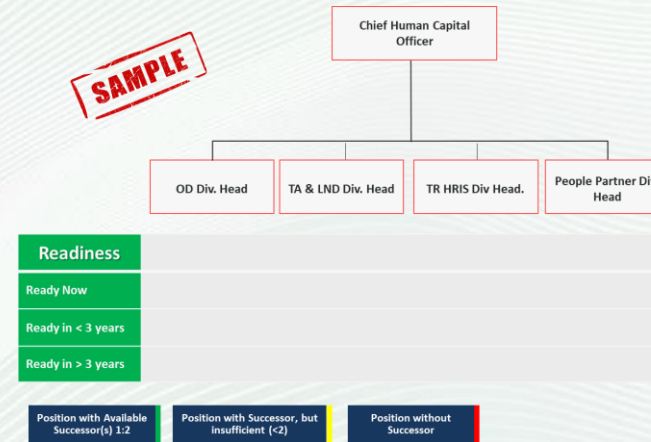 Chief Human Capital
Officer
SAMPLE
OD Div. Head
TA & LND Div. Head
TR HRIS Div Head.
People Partner Di
Head
Readiness
Ready Now
Ready in < 3 years
Ready in > 3 years
Position with Available
Successor(s) 1:2
Position with Successor, but
insufficient (<2)
Position without
Successor